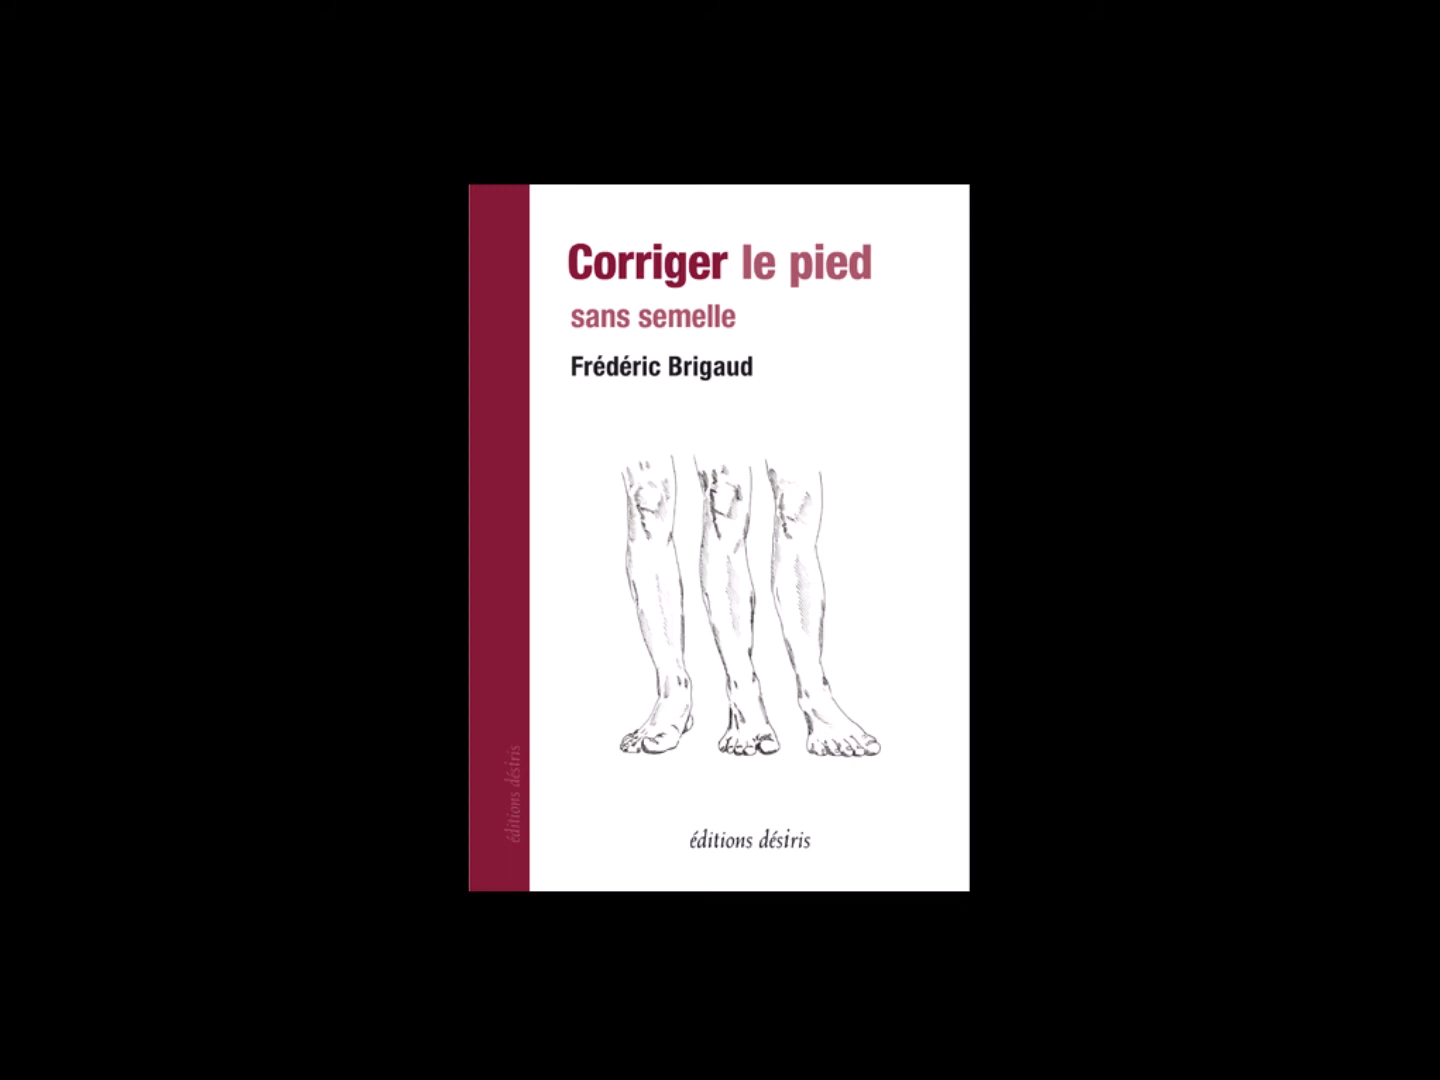 Corriger le pied
sans semelle
Frédéric Brigaud
éditions désiris
éditions désiris